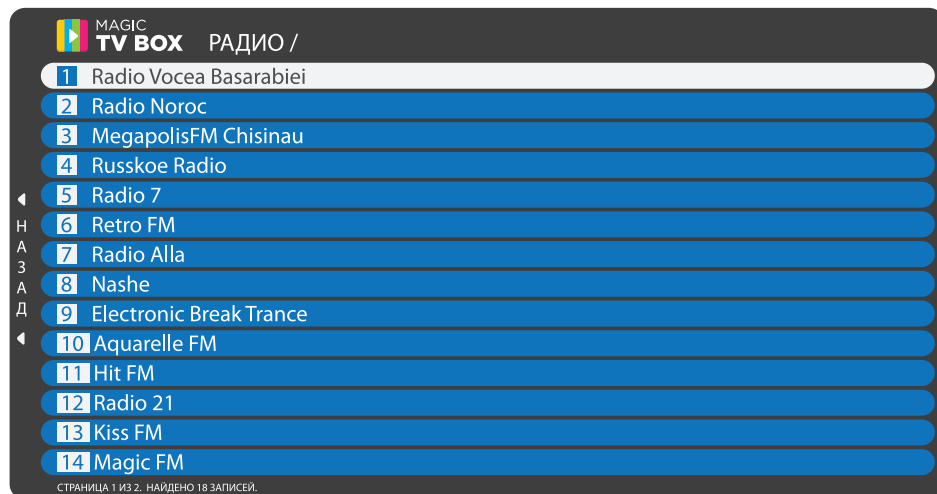 MAGIC
TV BOX РАДИО /
1 Radio Vocea Basarabiei
2 Radio Noroc
3 MegapolisFM Chisinau
4 Russkoe Radio
5 Radio 7
6 Retro FM
7 Radio Alla
8 Nashe
9 Electronic Break Trance
10 Aquarelle FM
11 Hit FM
12 Radio 21
13 Kiss FM
14 Magic FM
НАЗАД
СТРАНИЦА 1 ИЗ 2. НАЙДЕНО 18 ЗАПИСЕЙ.